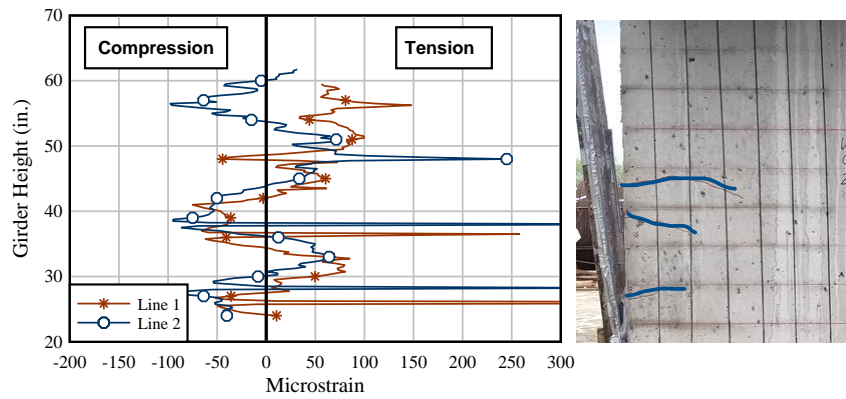 70
60
50
40
30
20
Girder Height (in.)
Compression
Tension
Line 1
Line 2
-200 -150 -100 -50 0 50 100 150 200 250 300
Microstrain